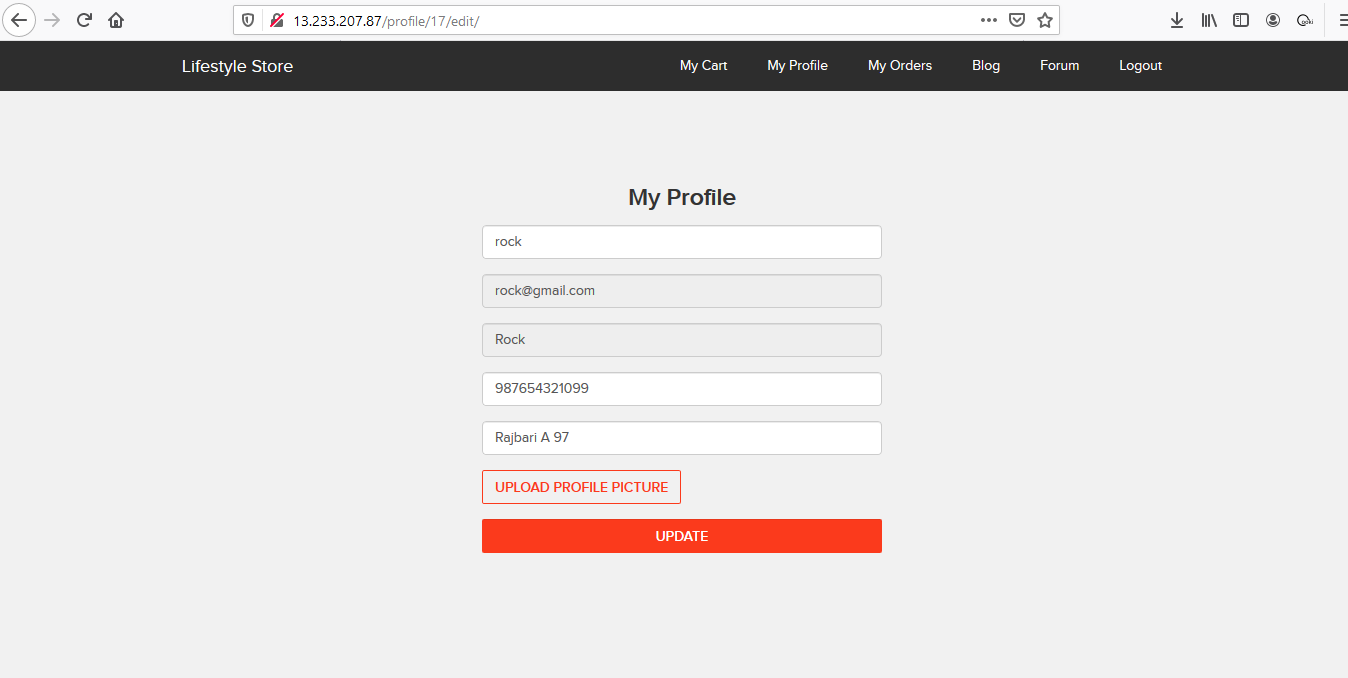 13.233.207.87/profile/17/edit/
Lifestyle Store My Cart My Profile My Orders Blog Forum Logout
My Profile
rock
rock@gmail.com
Rock
987654321099
Rajbari A 97
UPLOAD PROFILE PICTURE
UPDATE